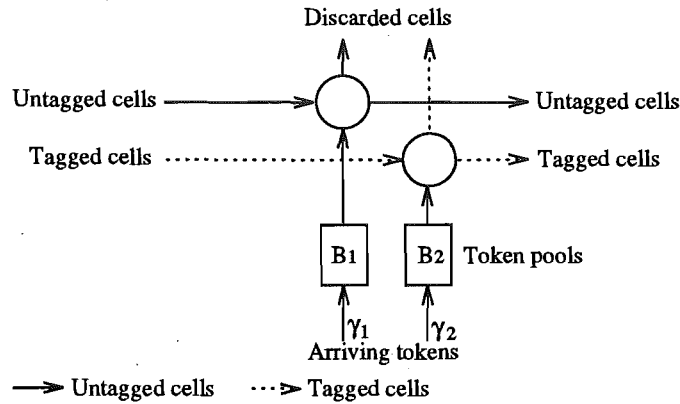 Discarded cells
Untagged cells
Untagged cells
Tagged cells
Tagged cells
B1
B2
Token pools
γ1
γ2
Arriving tokens
Untagged cells
Tagged cells